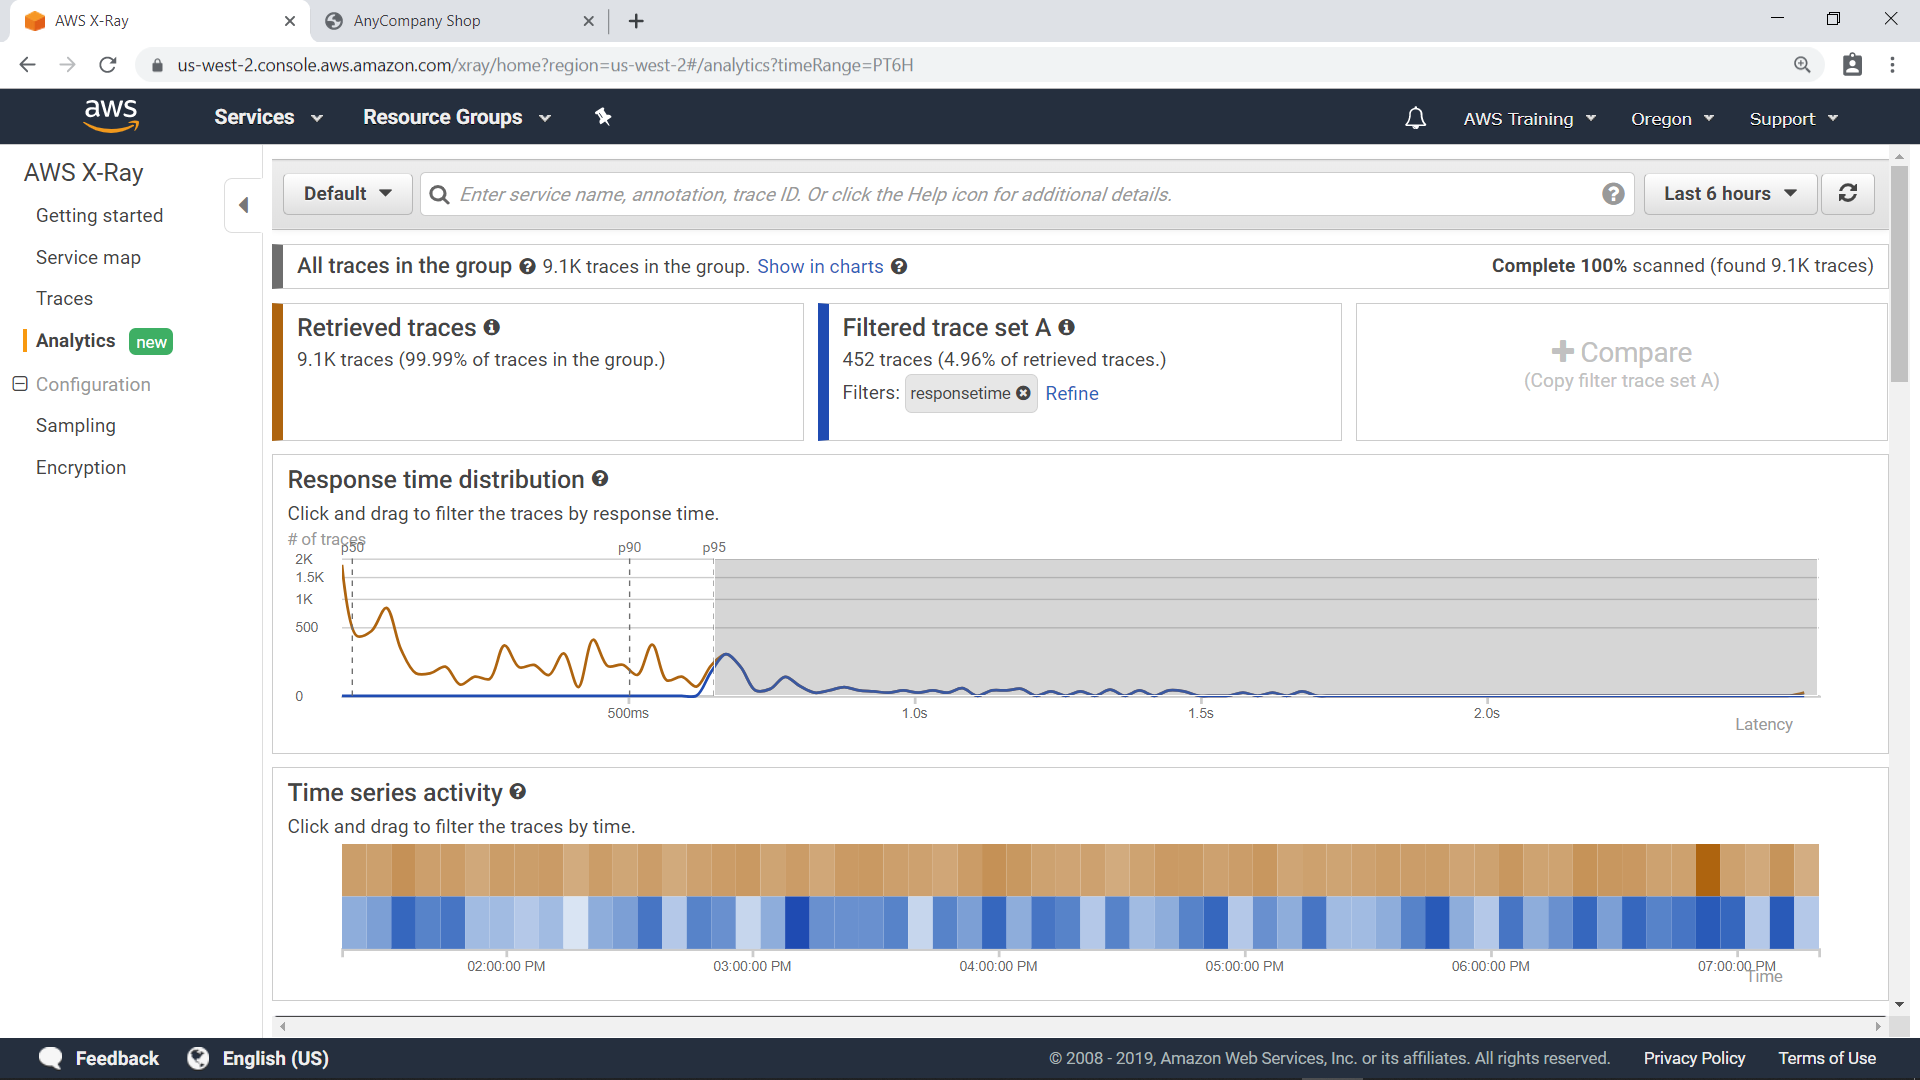 AWS X-Ray
AnyCompany Shop
us-west-2.console.aws.amazon.com/xray/home?region=us-west-2#/analytics?timeRange=PT6H
aws
Services
Resource Groups
AWS Training
Oregon
Support
AWS X-Ray
Getting started
Service map
Traces
Analytics new
Configuration
Sampling
Encryption
Default
Enter service name, annotation, trace ID. Or click the Help icon for additional details.
Last 6 hours
All traces in the group 9.1K traces in the group. Show in charts
Complete 100% scanned (found 9.1K traces)
Retrieved traces
9.1K traces (99.99% of traces in the group.)
Filtered trace set A
452 traces (4.96% of retrieved traces.)
Filters: responsetime Refine
Compare
(Copy filter trace set A)
Response time distribution
Click and drag to filter the traces by response time.
# of traces
p50 p90 p95
2K
1.5K
1K
500
0
500ms 1.0s 1.5s 2.0s
Latency
Time series activity
Click and drag to filter the traces by time.
02:00:00 PM 03:00:00 PM 04:00:00 PM 05:00:00 PM 06:00:00 PM 07:00:00 PM
Time
Feedback
English (US)
© 2008 - 2019, Amazon Web Services, Inc. or its affiliates. All rights reserved.
Privacy Policy
Terms of Use